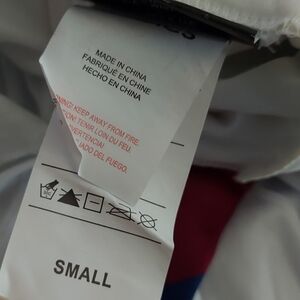 MADE IN CHINA
FABRIQUÉ EN CHINE
HECHO EN CHINA
KEEP AWAY FROM FIRE
TENIR LOIN DU FEU.
DEL FUEGO.
SMALL